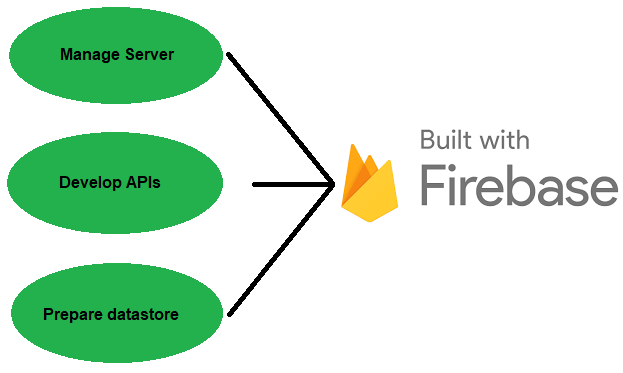 Manage Server
Develop APIs
Prepare datastore
Built with
Firebase